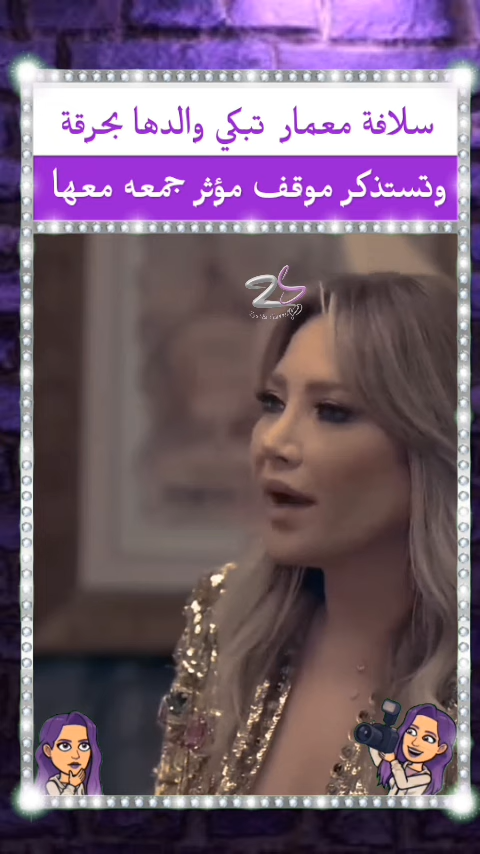 سلافة معمار تبكي والدها بحرقة
وتستذكر موقف مؤثر جمعه معها